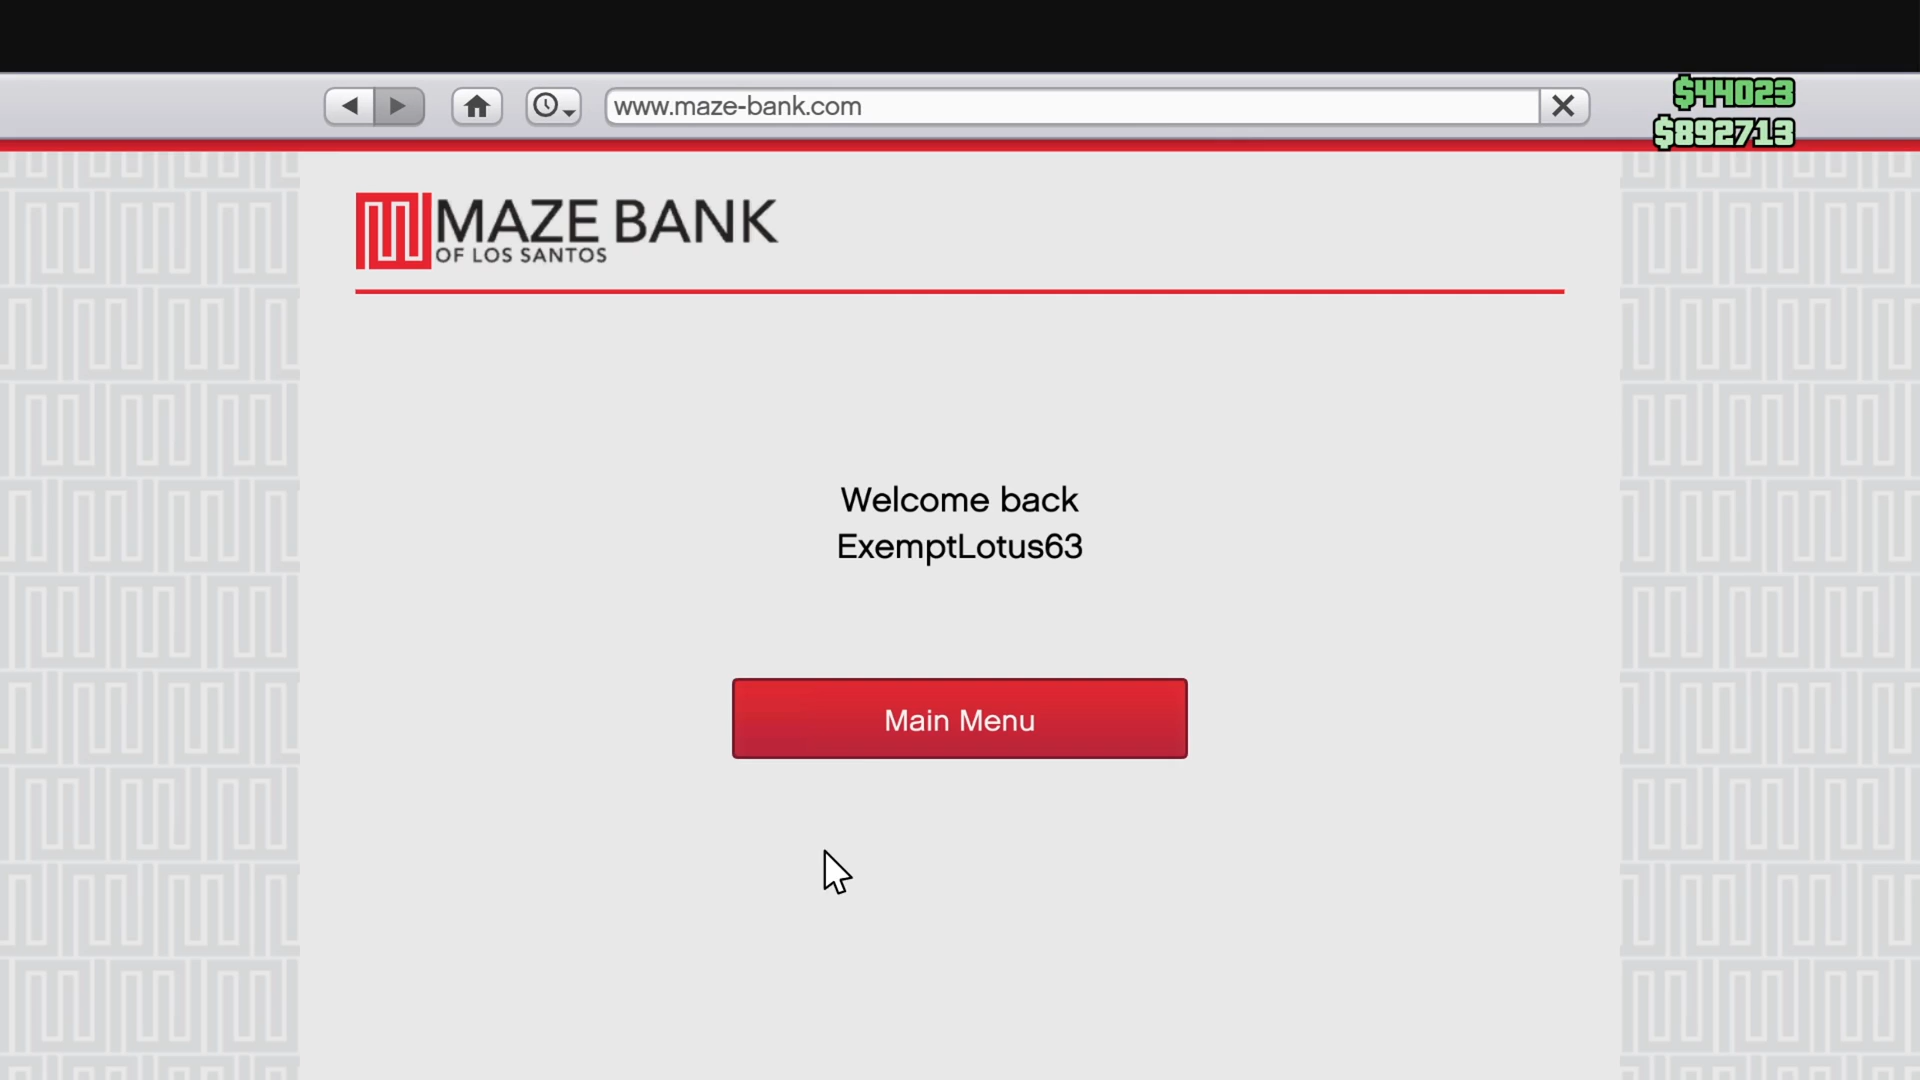 www.maze-bank.com
$44023
$892713
MAZE BANK
OF LOS SANTOS
Welcome back
ExemptLotus63
Main Menu